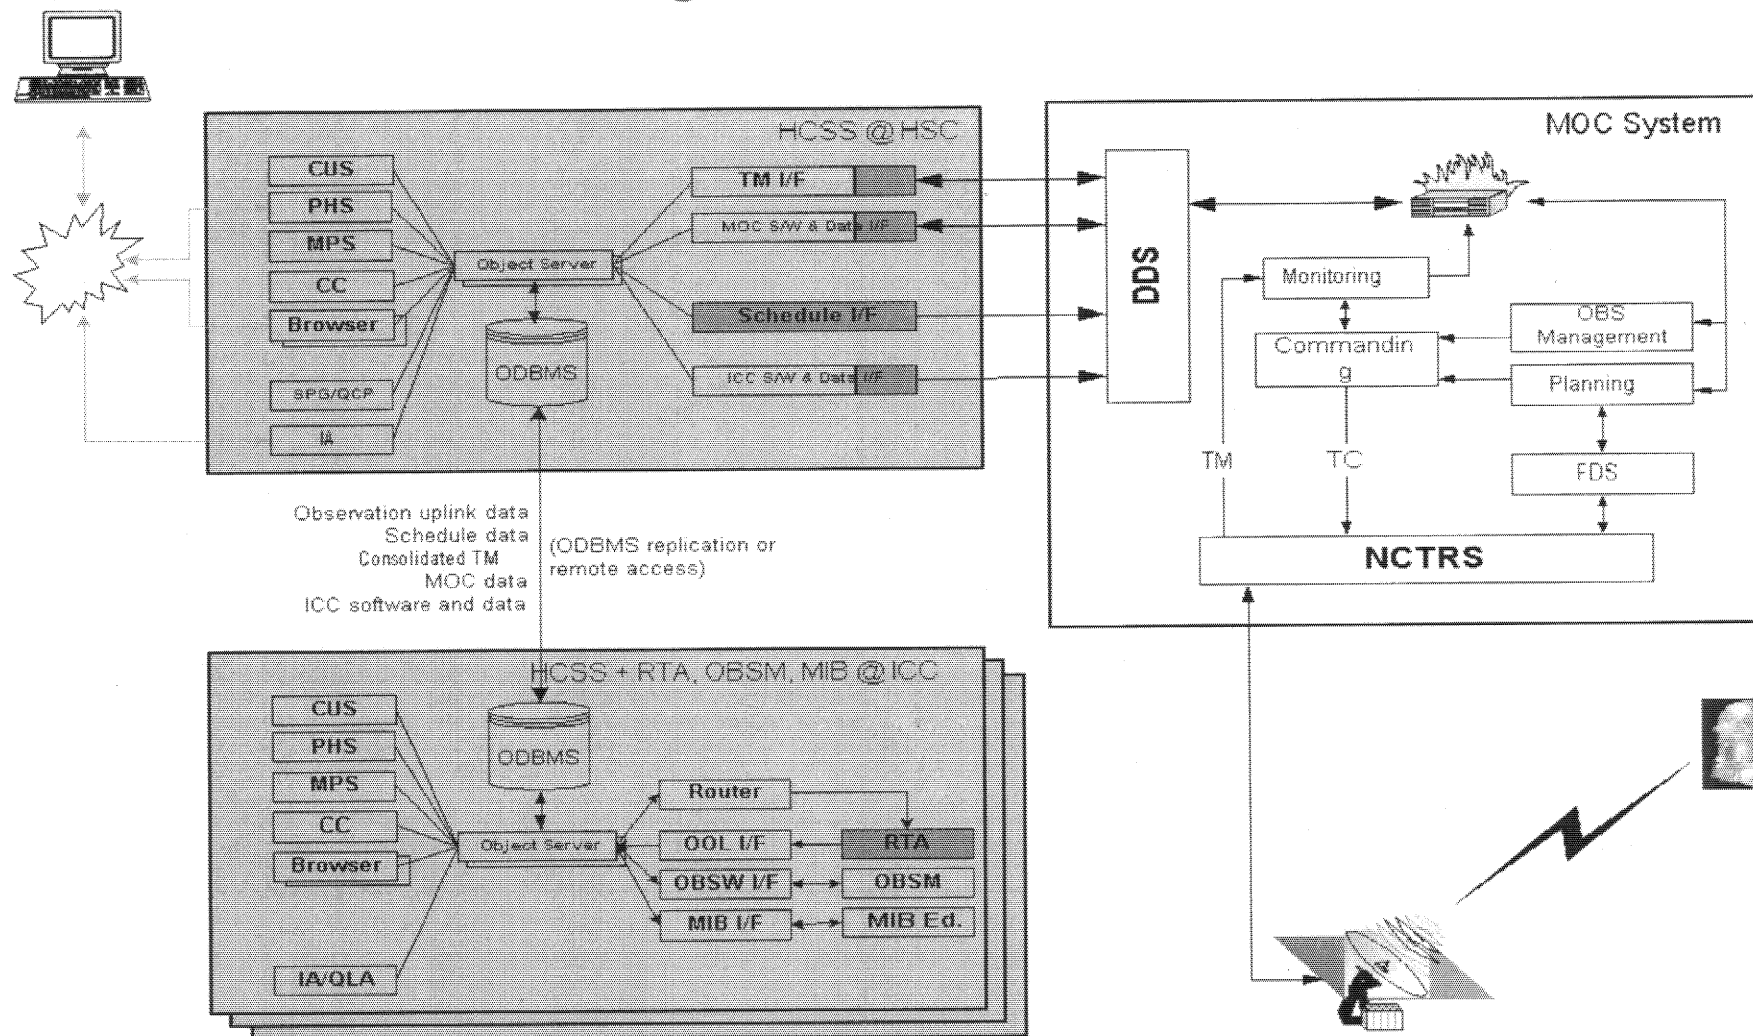 HCSS @ HSC
CUS
PHS
MPS
CC
Browser
SPG/QCP
IA
Object Server
ODBMS
TM I/F
MOC S/W & Data I/F
Schedule I/F
ICC S/W & Data I/F
MOC System
DDS
Monitoring
Commandin
g
OBS
Management
Planning
FDS
TM
TC
NCTRS
Observation uplink data
Schedule data
Consolidated TM
MOC data
ICC software and data
(ODBMS replication or
remote access)
HCSS + RTA, OBSM, MIB @ ICC
CUS
PHS
MPS
CC
Browser
IA/QLA
ODBMS
Object Server
Router
OOL I/F
RTA
OBSW I/F
OBSM
MIB I/F
MIB Ed.